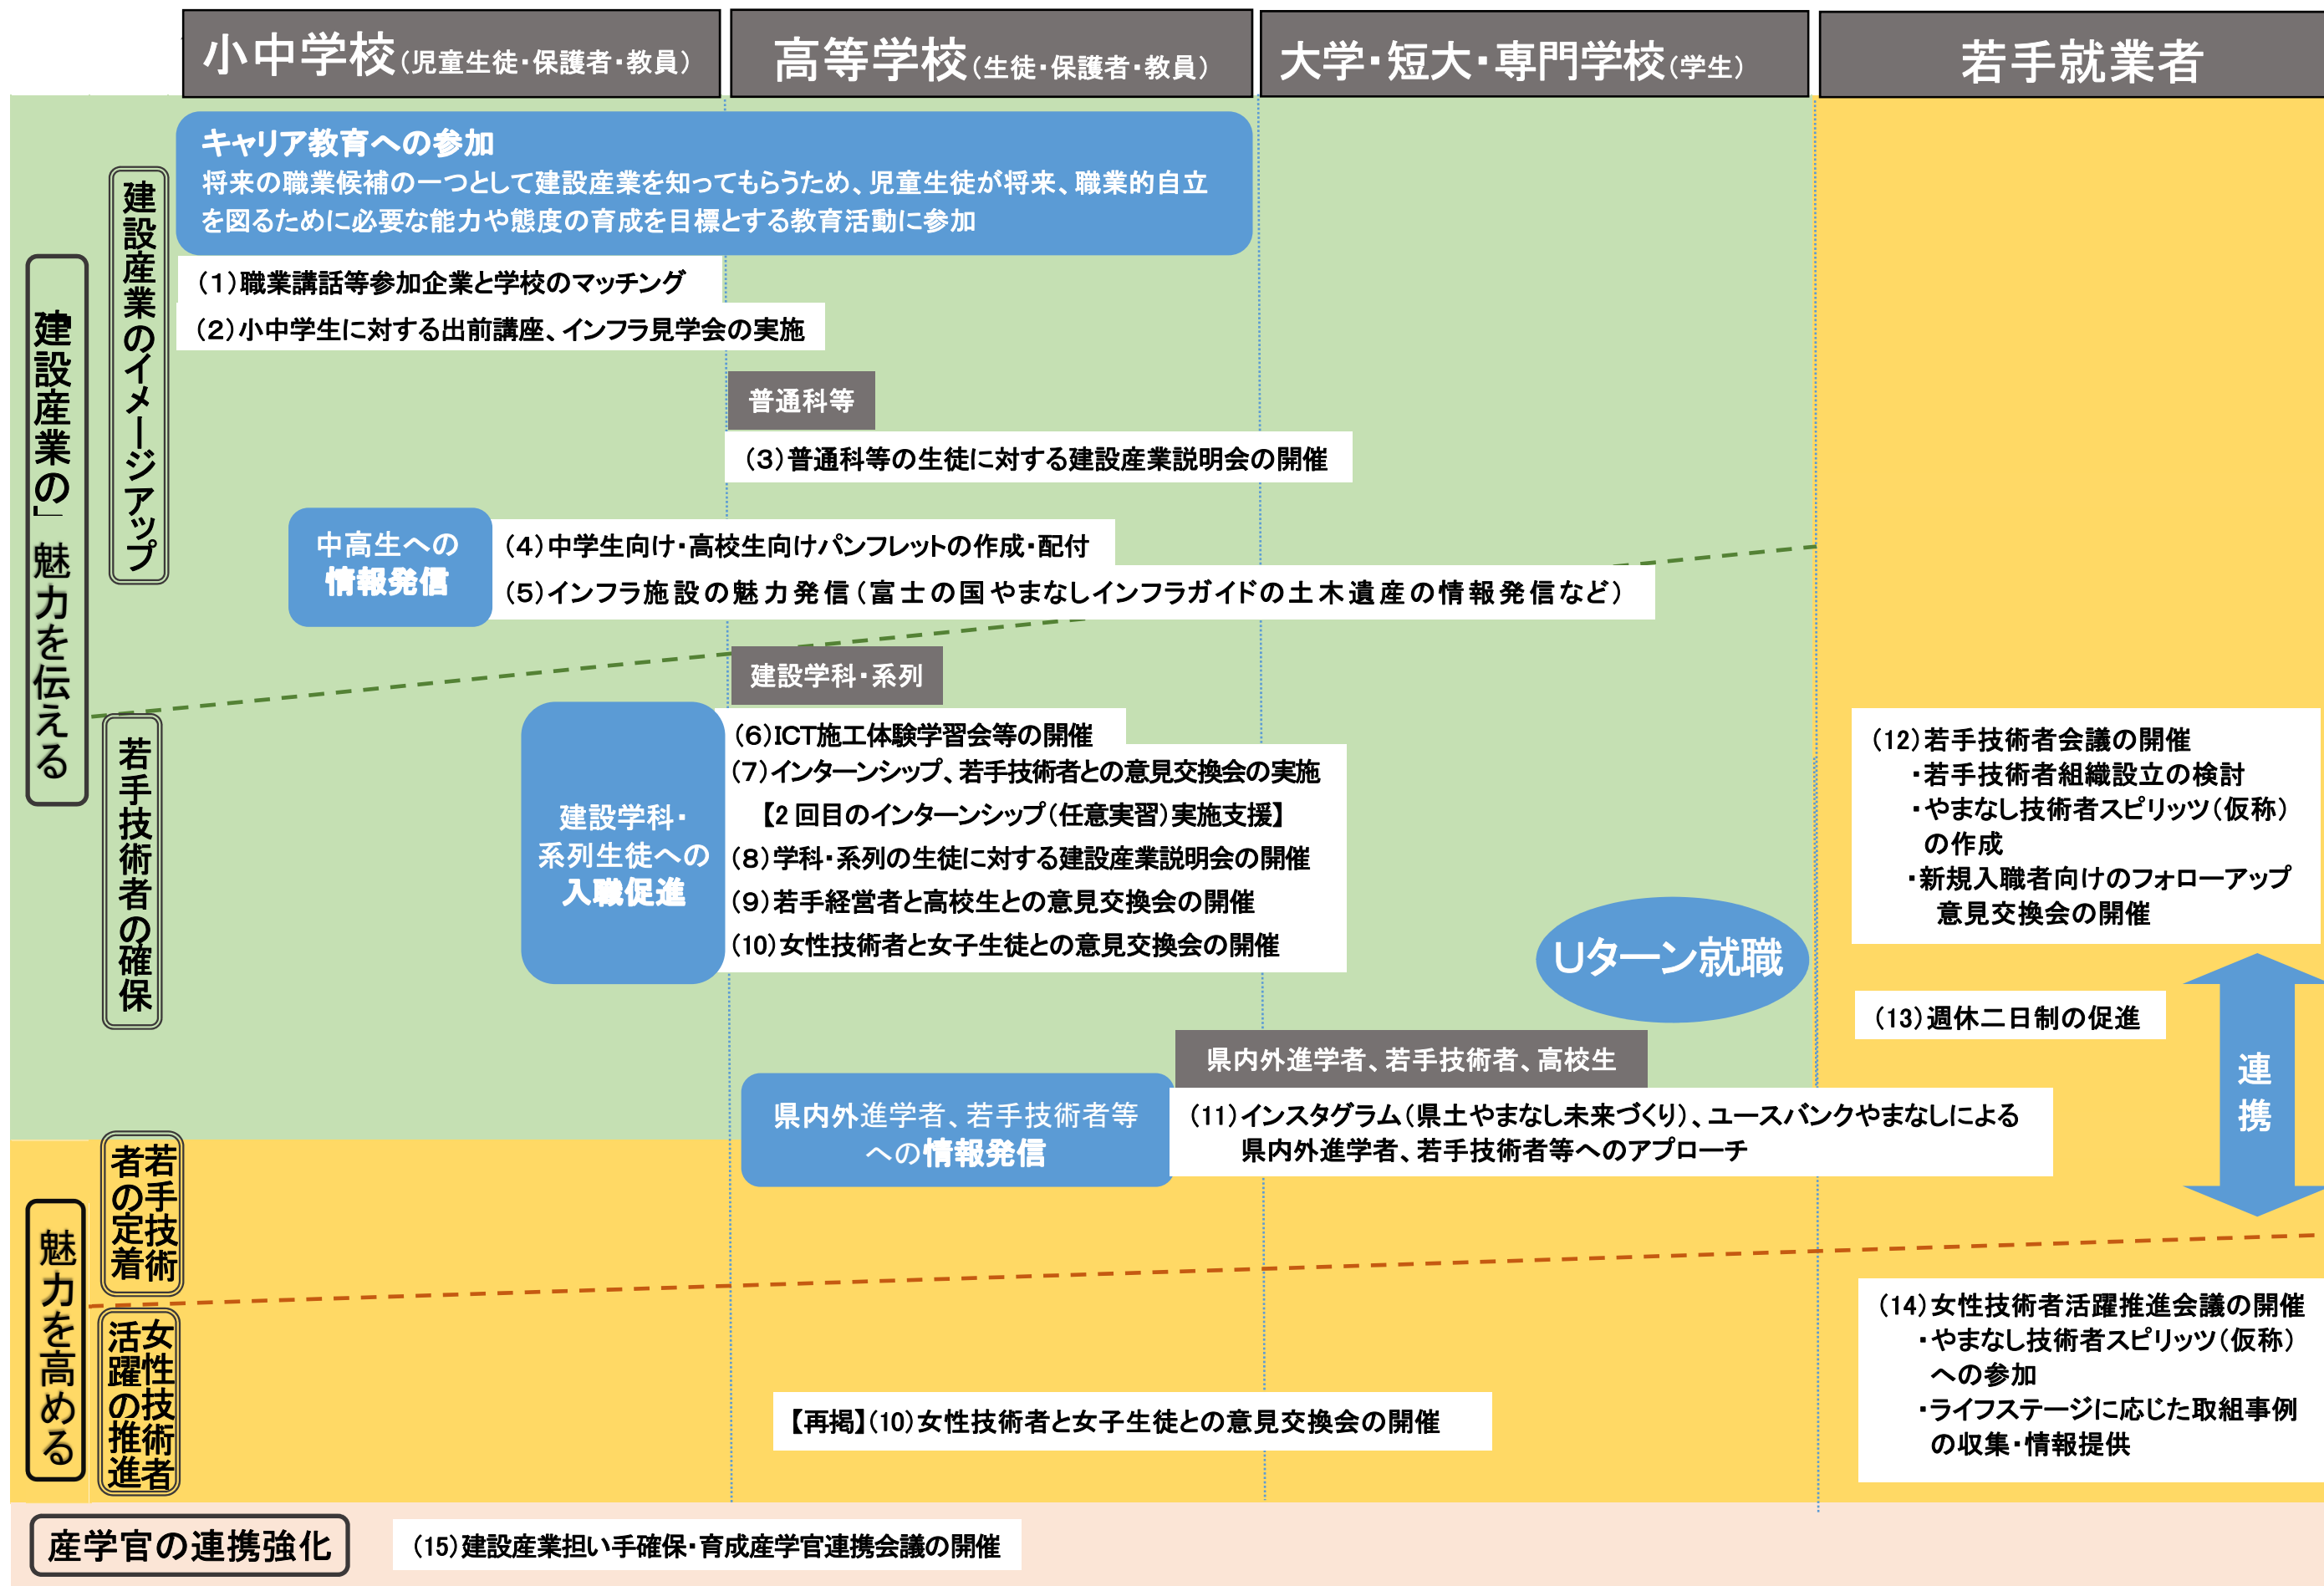 小中学校(児童生徒・保護者・教員)
高等学校(生徒・保護者・教員)
大学・短大・専門学校(学生)
若手就業者
「建設産業の」魅力を伝える
建設産業のイメージアップ
キャリア教育への参加
将来の職業候補の一つとして建設産業を知ってもらうため、児童生徒が将来、職業的自立
を図るために必要な能力や態度の育成を目標とする教育活動に参加
(1)職業講話等参加企業と学校のマッチング
(2)小中学生に対する出前講座、インフラ見学会の実施
普通科等
(3)普通科等の生徒に対する建設産業説明会の開催
中高生への
情報発信
(4)中学生向け・高校生向けパンフレットの作成・配付
(5)インフラ施設の魅力発信(富士の国やまなしインフラガイドの土木遺産の情報発信など)
若手技術者の確保
建設学科・系列
建設学科・
系列生徒への
入職促進
(6)ICT施工体験学習会等の開催
(7)インターンシップ、若手技術者との意見交換会の実施
【2回目のインターンシップ(任意実習)実施支援】
(8)学科・系列の生徒に対する建設産業説明会の開催
(9)若手経営者と高校生との意見交換会の開催
(10)女性技術者と女子生徒との意見交換会の開催
Uターン就職
(12)若手技術者会議の開催
・若手技術者組織設立の検討
・やまなし技術者スピリッツ(仮称)
の作成
・新規入職者向けのフォローアップ
意見交換会の開催
(13)週休二日制の促進
連携
県内外進学者、若手技術者、高校生
県内外進学者、若手技術者等
への情報発信
(11)インスタグラム(県土やまなし未来づくり)、ユースバンクやまなしによる
県内外進学者、若手技術者等へのアプローチ
魅力を高める
若手技術
者の定着
女性技術者
活躍の推進
【再掲】(10)女性技術者と女子生徒との意見交換会の開催
(14)女性技術者活躍推進会議の開催
・やまなし技術者スピリッツ(仮称)
への参加
・ライフステージに応じた取組事例
の収集・情報提供
産学官の連携強化
(15)建設産業担い手確保・育成産学官連携会議の開催